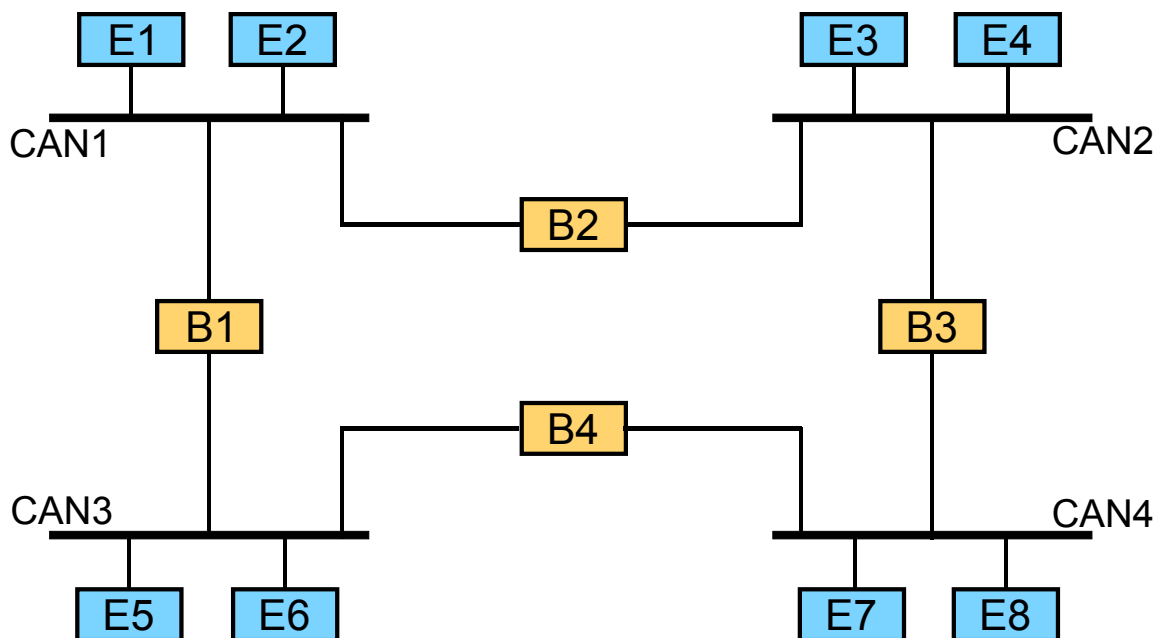 E1 E2 E3 E4
CAN1 CAN2
B2
B1 B3
B4
CAN3 CAN4
E5 E6 E7 E8